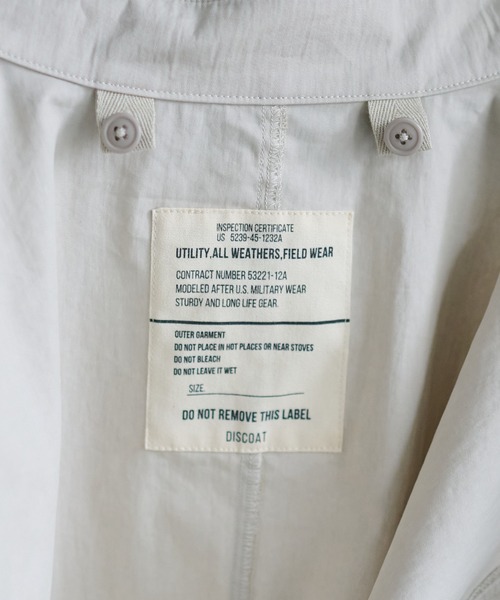 INSPECTION CERTIFICATE
US 5239-45-1232A
UTILITY, ALL WEATHERS, FIELD WEAR
CONTRACT NUMBER 53221-12A
MODELED AFTER U.S. MILITARY WEAR
STURDY AND LONG LIFE GEAR.
OUTER GARMENT
DO NOT PLACE IN HOT PLACES OR NEAR STOVES
DO NOT BLEACH
DO NOT LEAVE IT WET
SIZE.
DO NOT REMOVE THIS LABEL
DISCOAT